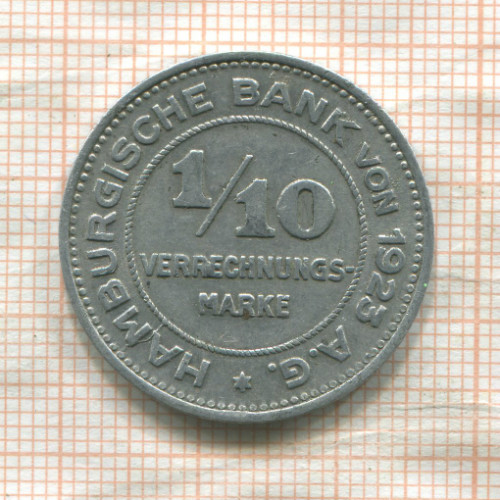 HAMBURGISCHE BANK VON 1923 A.G.
1/10
VERRECHNUNGS-
MARKE